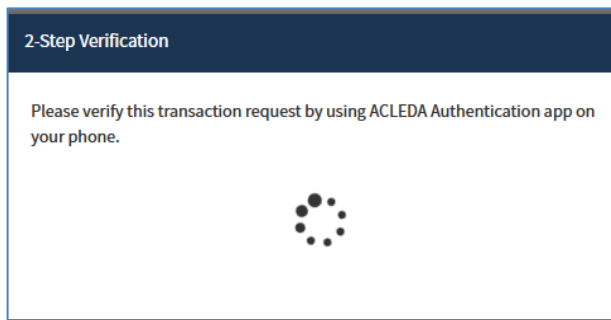 2-Step Verification
Please verify this transaction request by using ACLEDA Authentication app on
your phone.